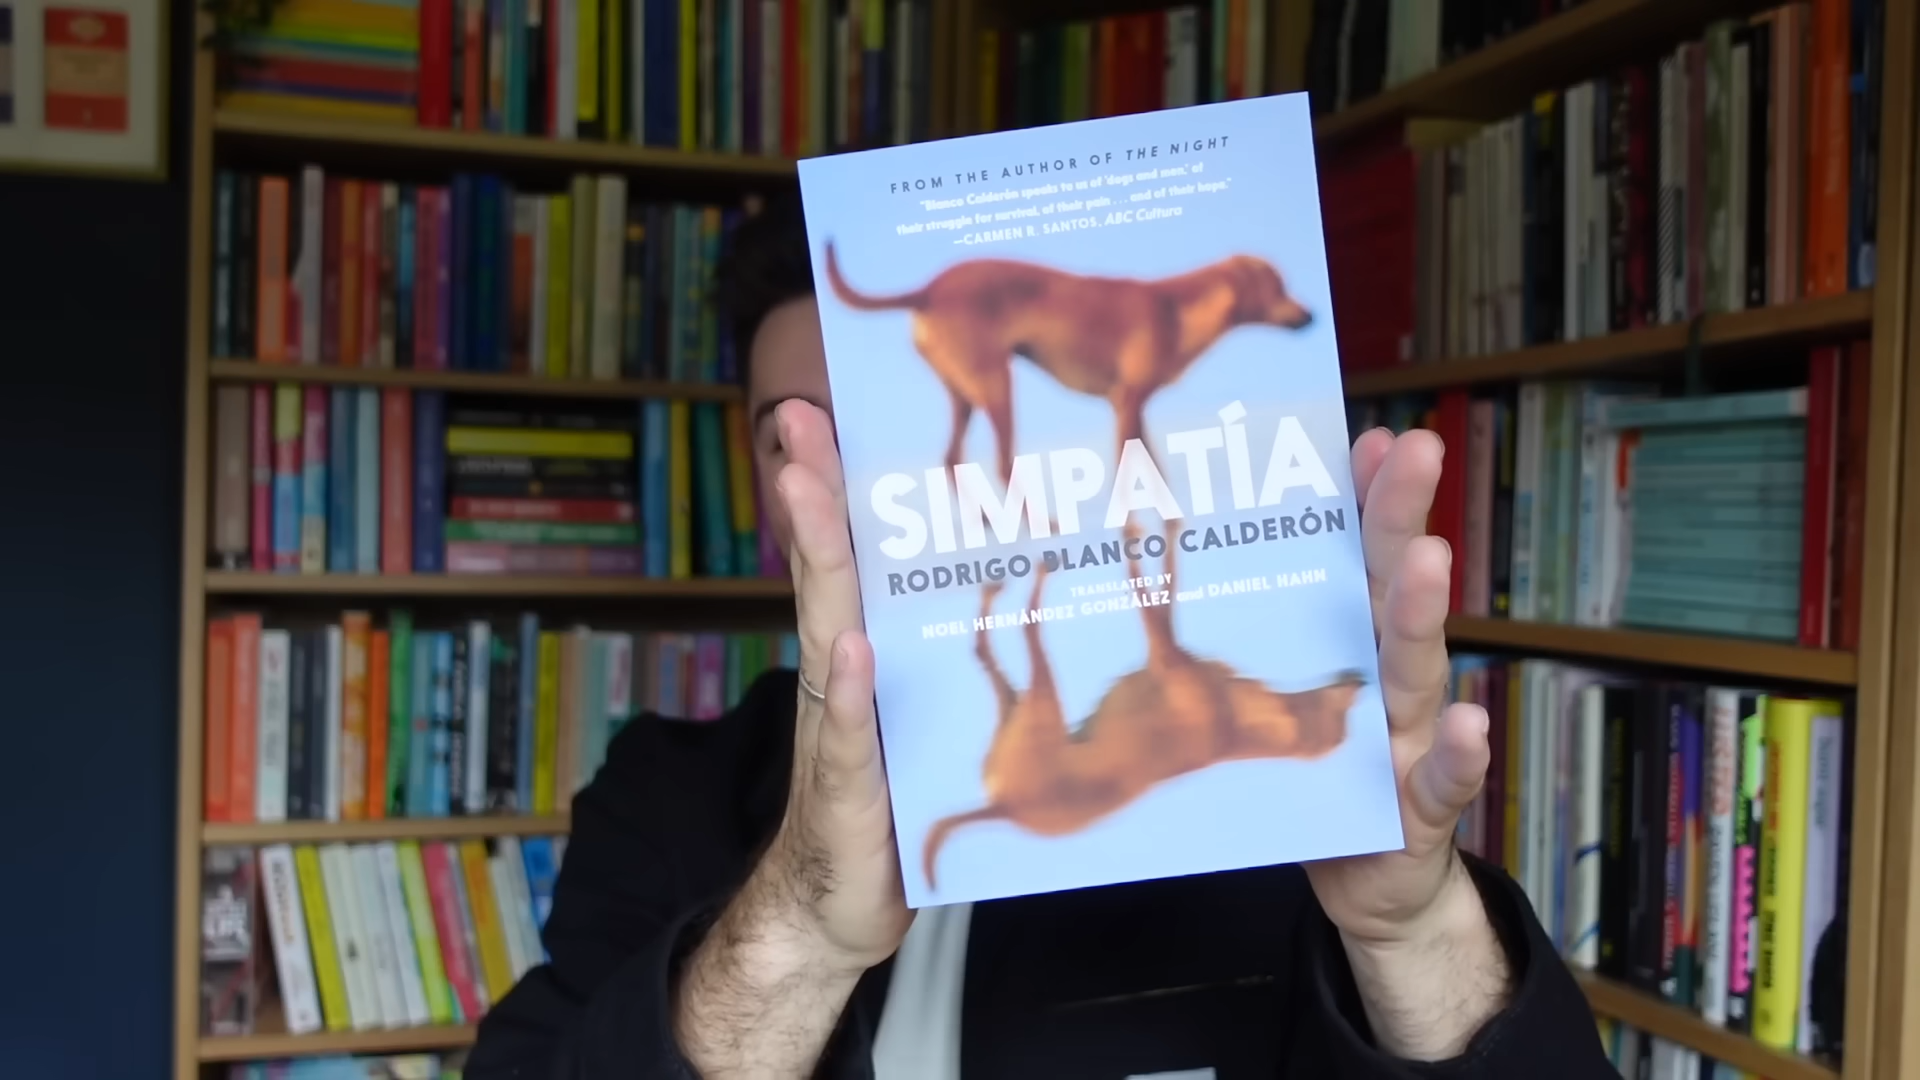 FROM THE AUTHOR OF THE NIGHT
"Blanco Calderón speaks to us of 'dogs and men,' of
their struggle for survival, of their pain . . . and of their hope."
—CARMEN R. SANTOS, ABC Cultura
SIMPATÍA
RODRIGO BLANCO CALDERÓN
TRANSLATED BY
NOEL HERNÁNDEZ GONZÁLEZ and DANIEL HAHN